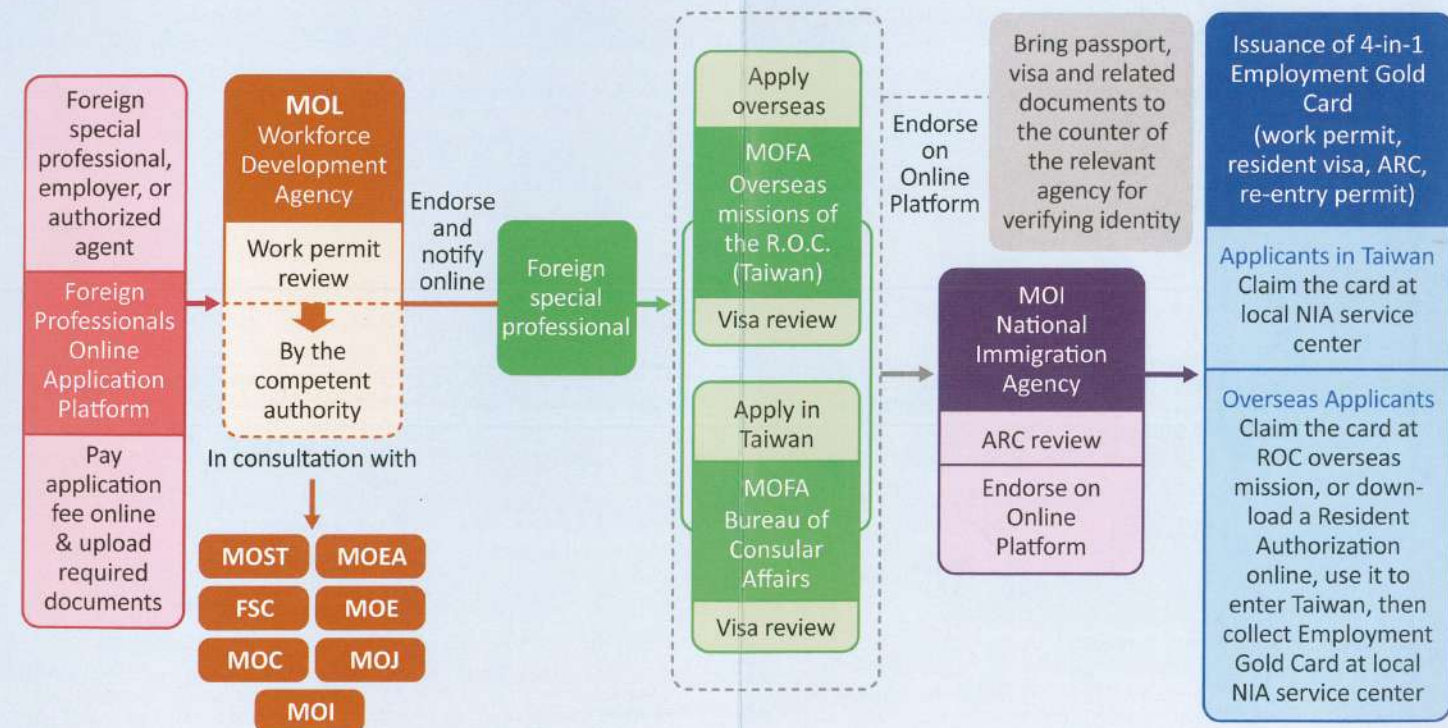 Foreign
special
professional,
employer, or
authorized
agent
Foreign
Professionals
Online
Application
Platform
Pay
application
fee online
& upload
required
documents
MOL
Workforce
Development
Agency
Work permit
review
By the
competent
authority
In consultation with
MOST
MOEA
FSC
MOE
MOC
MOJ
MOI
Endorse
and
notify
online
Foreign
special
professional
Apply
overseas
MOFA
Overseas
missions of
the R.O.C.
(Taiwan)
Visa review
Apply in
Taiwan
MOFA
Bureau of
Consular
Affairs
Visa review
Endorse
on
Online
Platform
Bring passport,
visa and related
documents to
the counter of
the relevant
agency for
verifying identity
MOI
National
Immigration
Agency
ARC review
Endorse on
Online
Platform
Issuance of 4-in-1
Employment Gold
Card
(work permit,
resident visa, ARC,
re-entry permit)
Applicants in Taiwan
Claim the card at
local NIA service
center
Overseas Applicants
Claim the card at
ROC overseas
mission, or down-
load a Resident
Authorization
online, use it to
enter Taiwan, then
collect Employment
Gold Card at local
NIA service center